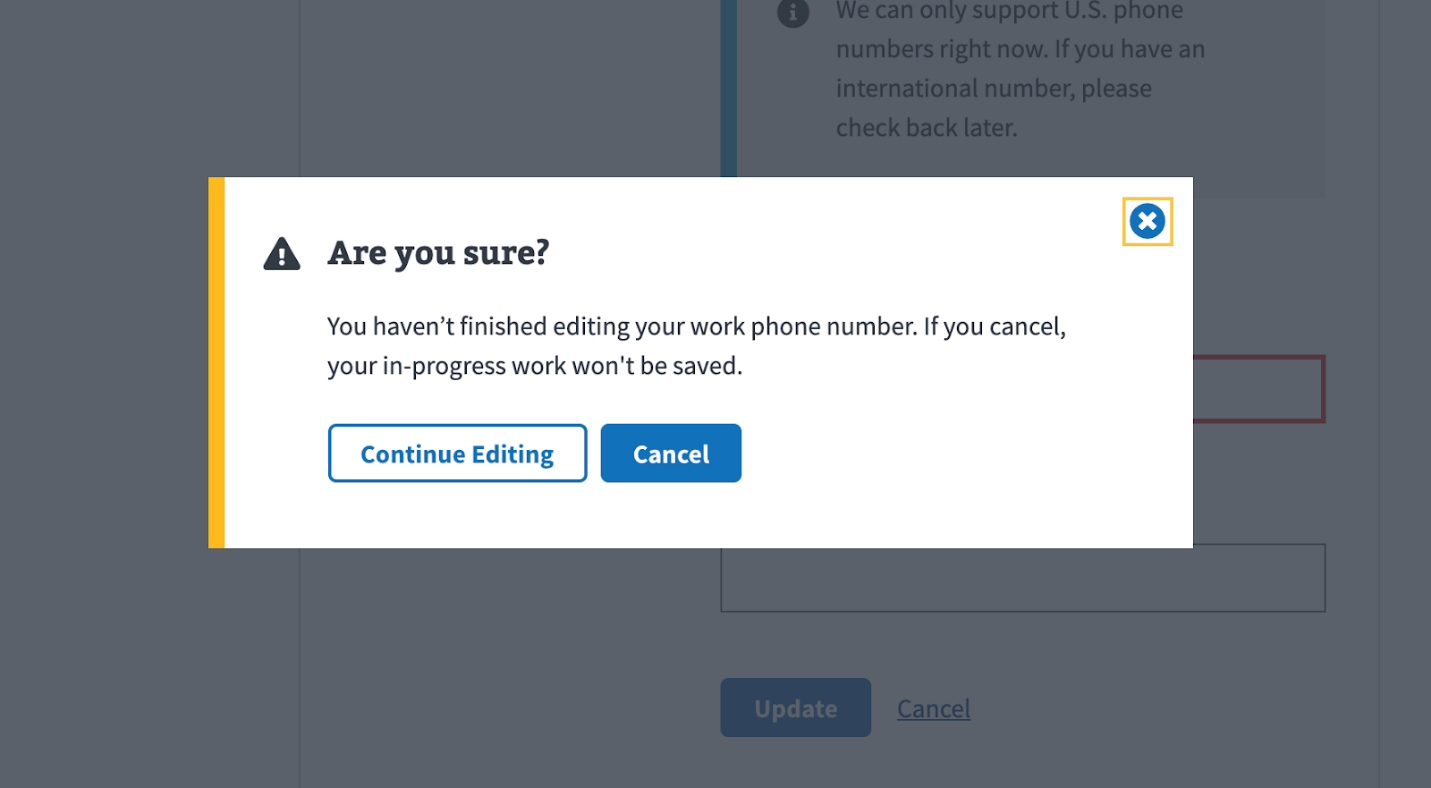 We can only support U.S. phone
numbers right now. If you have an
international number, please
check back later.
Are you sure?
You haven’t finished editing your work phone number. If you cancel,
your in-progress work won't be saved.
Continue Editing Cancel
Update Cancel